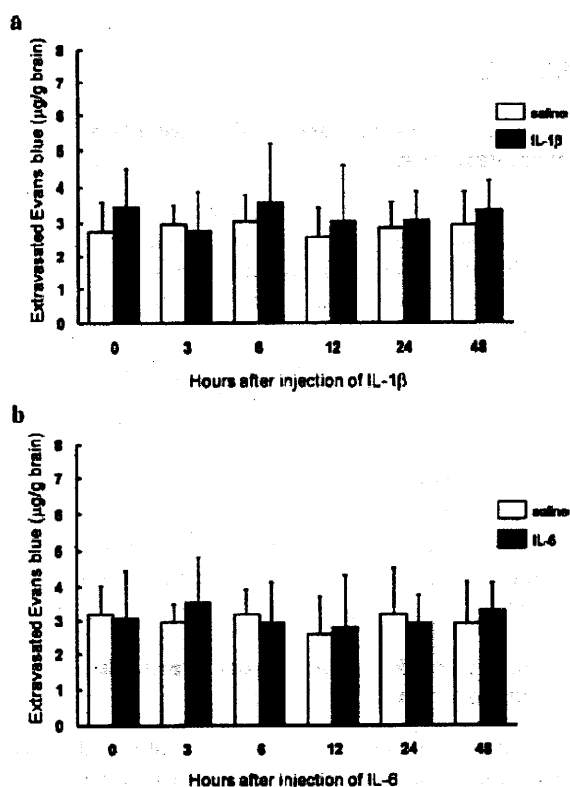 a
Extravasated Evans blue (µg/g brain)
8
7
6
5
4
3
2
1
0
saline
IL-1β
0 3 6 12 24 48
Hours after injection of IL-1β
b
Extravasated Evans blue (µg/g brain)
8
7
6
5
4
3
2
1
0
saline
IL-6
0 3 6 12 24 48
Hours after injection of IL-6